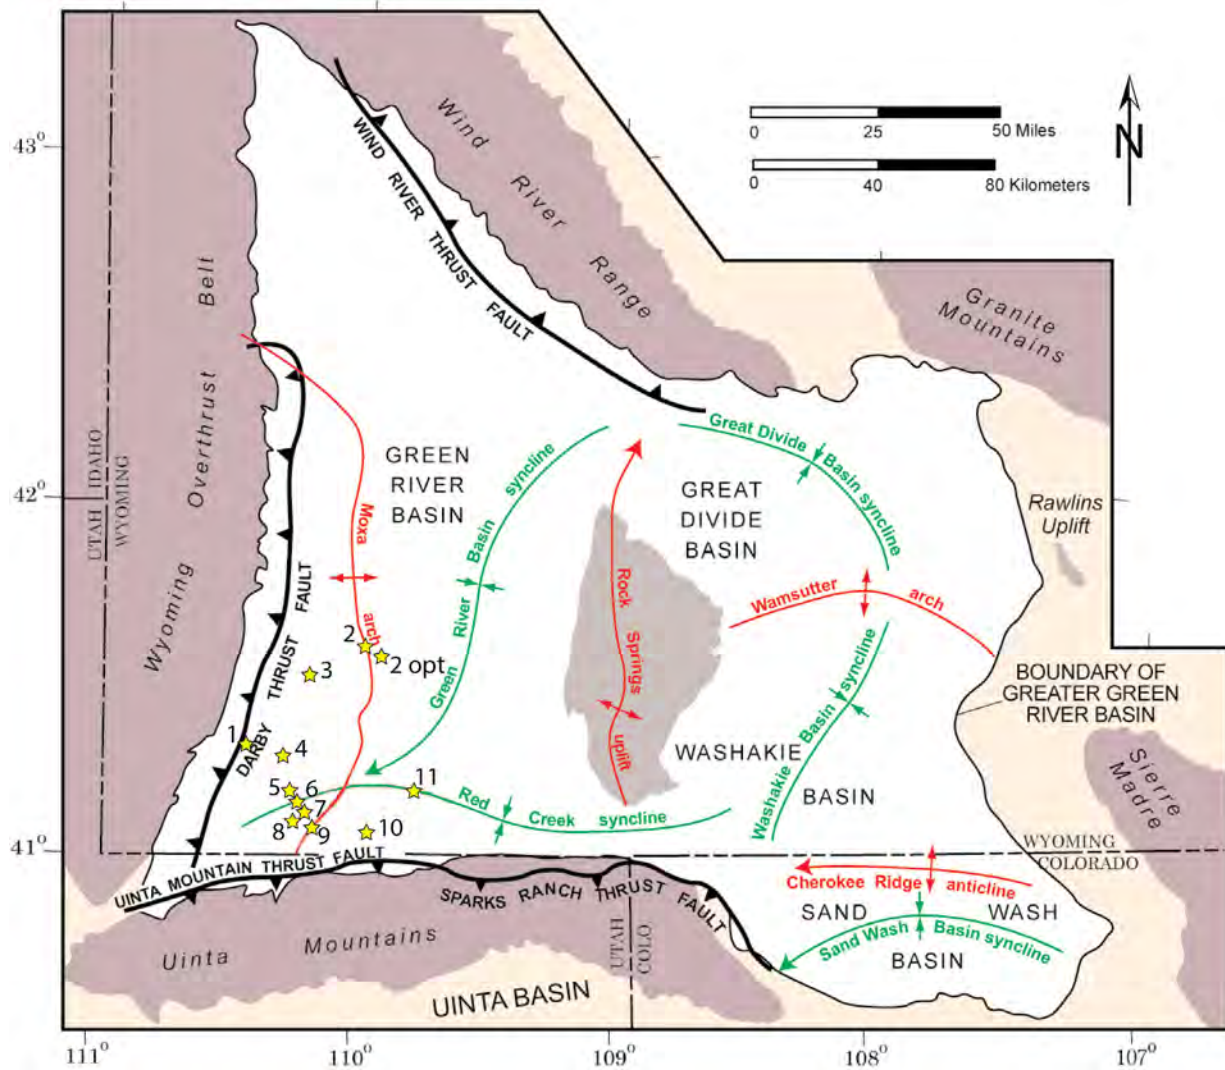 43°
42°
41°
111°
110°
109°
108°
107°
0 25 50 Miles
0 40 80 Kilometers
N
Wind River Range
WIND RIVER THRUST FAULT
Granite
Mountains
Wyoming Overthrust Belt
UTAH IDAHO
WYOMING
GREEN
RIVER
BASIN
Moxa arch
Green River Basin syncline
Great Divide Basin syncline
GREAT
DIVIDE
BASIN
Rawlins
Uplift
Rock Springs uplift
Wamsutter arch
DARBY THRUST FAULT
2
2 opt
3
1
4
5
6
7
8
9
10
11
BOUNDARY OF
GREATER GREEN
RIVER BASIN
WASHAKIE
BASIN
Washakie Basin syncline
Sierre
Madre
Red Creek syncline
WYOMING
COLORADO
UINTA MOUNTAIN THRUST FAULT
SPARKS RANCH THRUST FAULT
Cherokee Ridge anticline
SAND WASH
BASIN
Sand Wash Basin syncline
Uinta Mountains
UTAH
COLO
UINTA BASIN